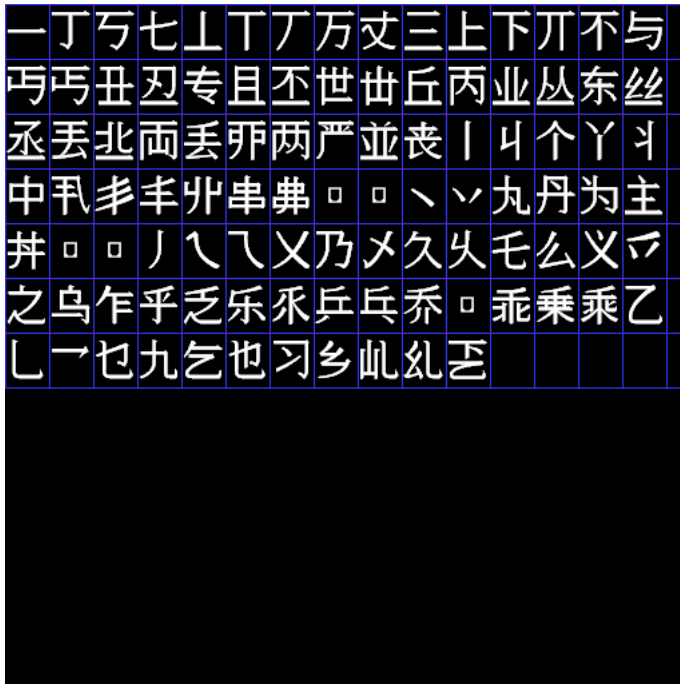 一丁丂七丄丅丆万丈三上下丌不与
丏丐丑丒专且丕世丗丘丙业丛东丝
丞丟丠両丢丣两严並丧丨丩个丫丬
中丮丯丰丱串丳丶丷丸丹为主
丼丿乀乁乂乃乄久乆乇么义乊
之乌乍乎乏乐乑乒乓乔乖乗乘乙
乚乛乜九乞也习乡乢乣乤